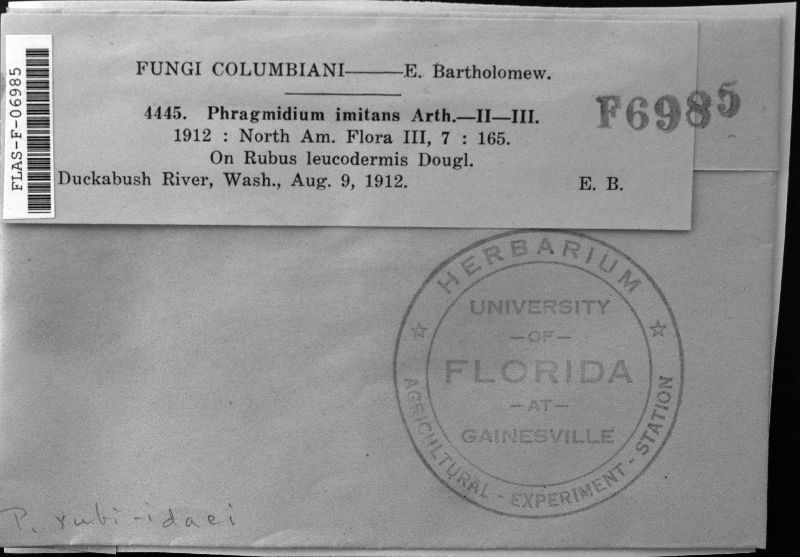 FUNGI COLUMBIANI———E. Bartholomew.
4445. Phragmidium imitans Arth.—II—III.
1912 : North Am. Flora III, 7 : 165.
On Rubus leucodermis Dougl.
Duckabush River, Wash., Aug. 9, 1912. E. B.
FLAS-F-06985
F6985
HERBARIUM
UNIVERSITY
—OF—
FLORIDA
—AT—
GAINESVILLE
AGRICULTURAL - EXPERIMENT - STATION
P. rubi-idaei